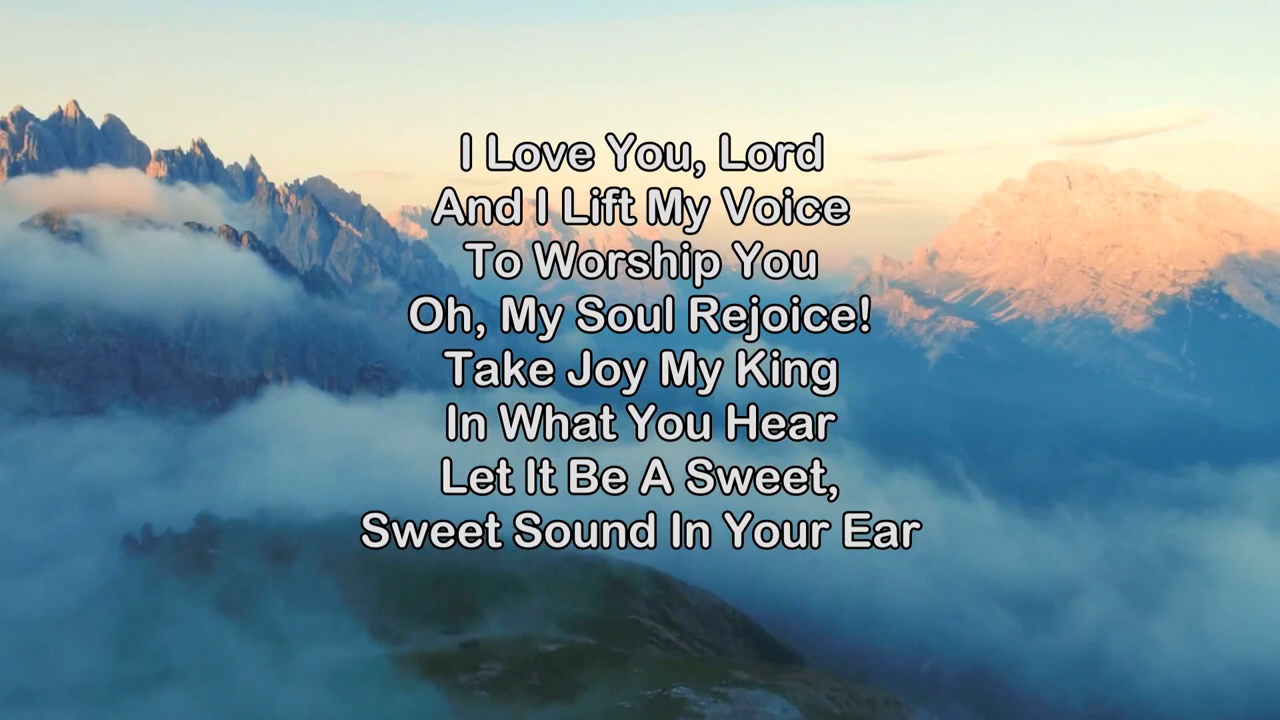 I Love You, Lord
And I Lift My Voice
To Worship You
Oh, My Soul Rejoice!
Take Joy My King
In What You Hear
Let It Be A Sweet,
Sweet Sound In Your Ear